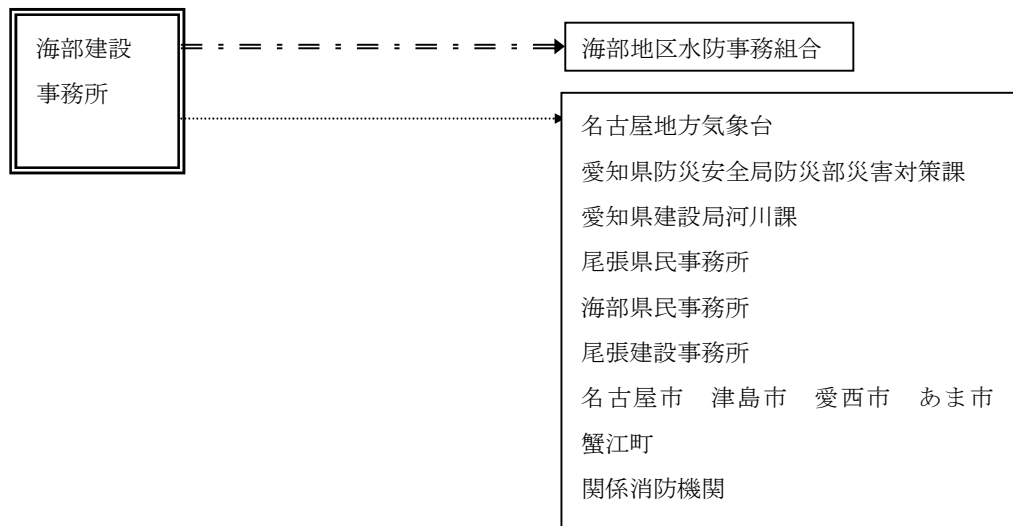 海部建設
事務所
海部地区水防事務組合
名古屋地方気象台
愛知県防災安全局防災部災害対策課
愛知県建設局河川課
尾張県民事務所
海部県民事務所
尾張建設事務所
名古屋市　津島市　愛西市　あま市
蟹江町
関係消防機関